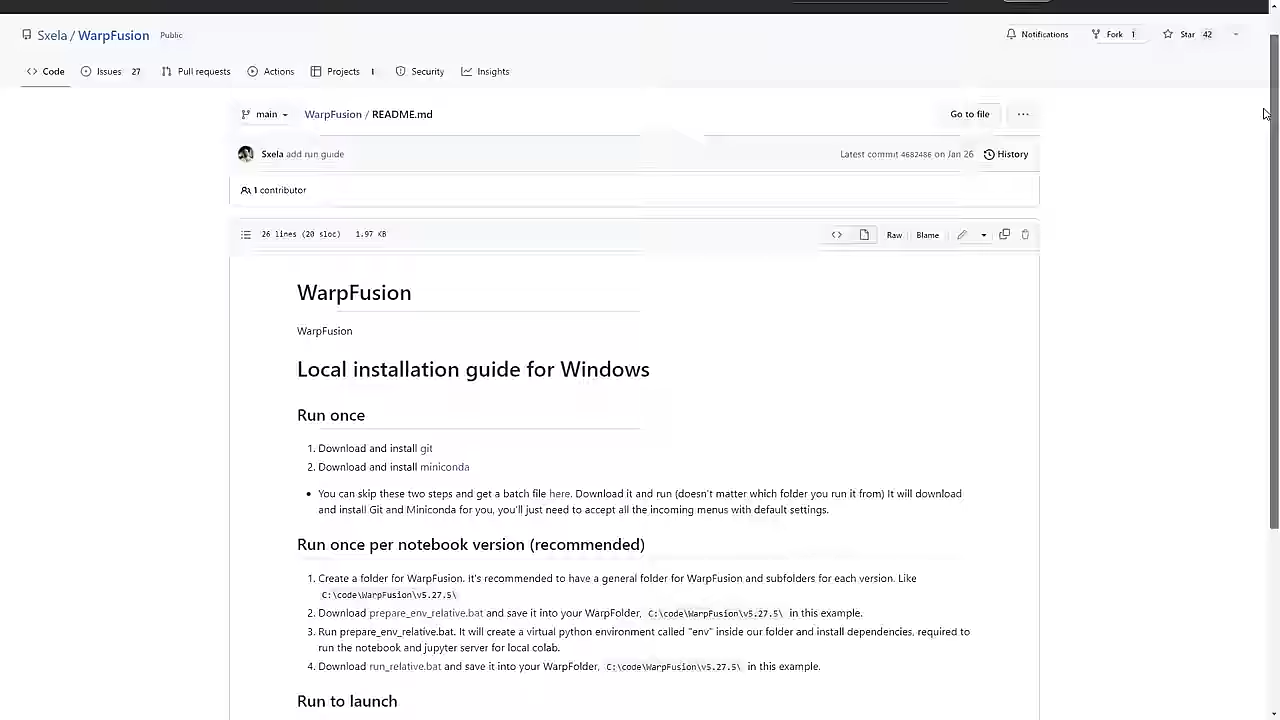 Sxela / WarpFusion Public
Notifications Fork 1 Star 42
Code Issues 27 Pull requests Actions Projects 1 Security Insights
main WarpFusion / README.md Go to file ...
Sxela add run guide Latest commit 4682486 on Jan 26 History
1 contributor
26 lines (20 sloc) 1.97 KB Raw Blame
WarpFusion
WarpFusion
Local installation guide for Windows
Run once
1. Download and install git
2. Download and install miniconda
• You can skip these two steps and get a batch file here. Download it and run (doesn't matter which folder you run it from) It will download
and install Git and Miniconda for you, you'll just need to accept all the incoming menus with default settings.
Run once per notebook version (recommended)
1. Create a folder for WarpFusion. It's recommended to have a general folder for WarpFusion and subfolders for each version. Like
C:\code\WarpFusion\v5.27.5\
2. Download prepare_env_relative.bat and save it into your WarpFolder, C:\code\WarpFusion\v5.27.5\ in this example.
3. Run prepare_env_relative.bat. It will create a virtual python environment called "env" inside our folder and install dependencies, required to
run the notebook and jupyter server for local colab.
4. Download run_relative.bat and save it into your WarpFolder, C:\code\WarpFusion\v5.27.5\ in this example.
Run to launch